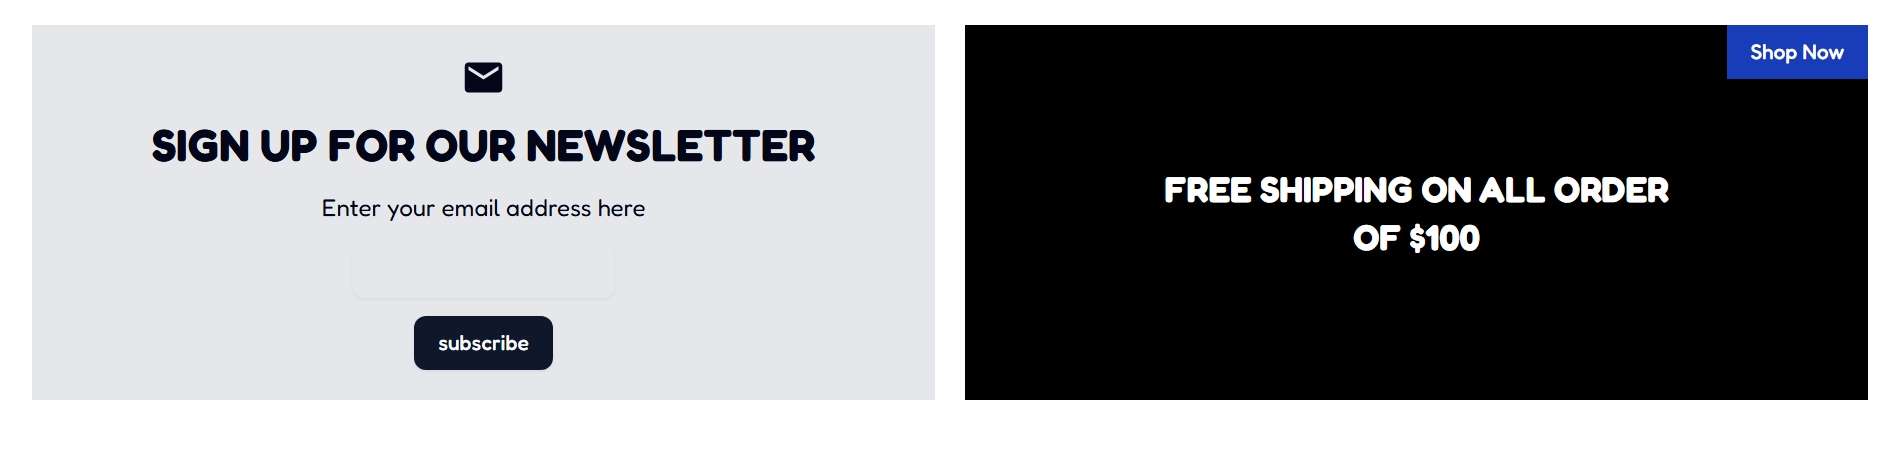 SIGN UP FOR OUR NEWSLETTER
Enter your email address here
subscribe
Shop Now
FREE SHIPPING ON ALL ORDER
OF $100